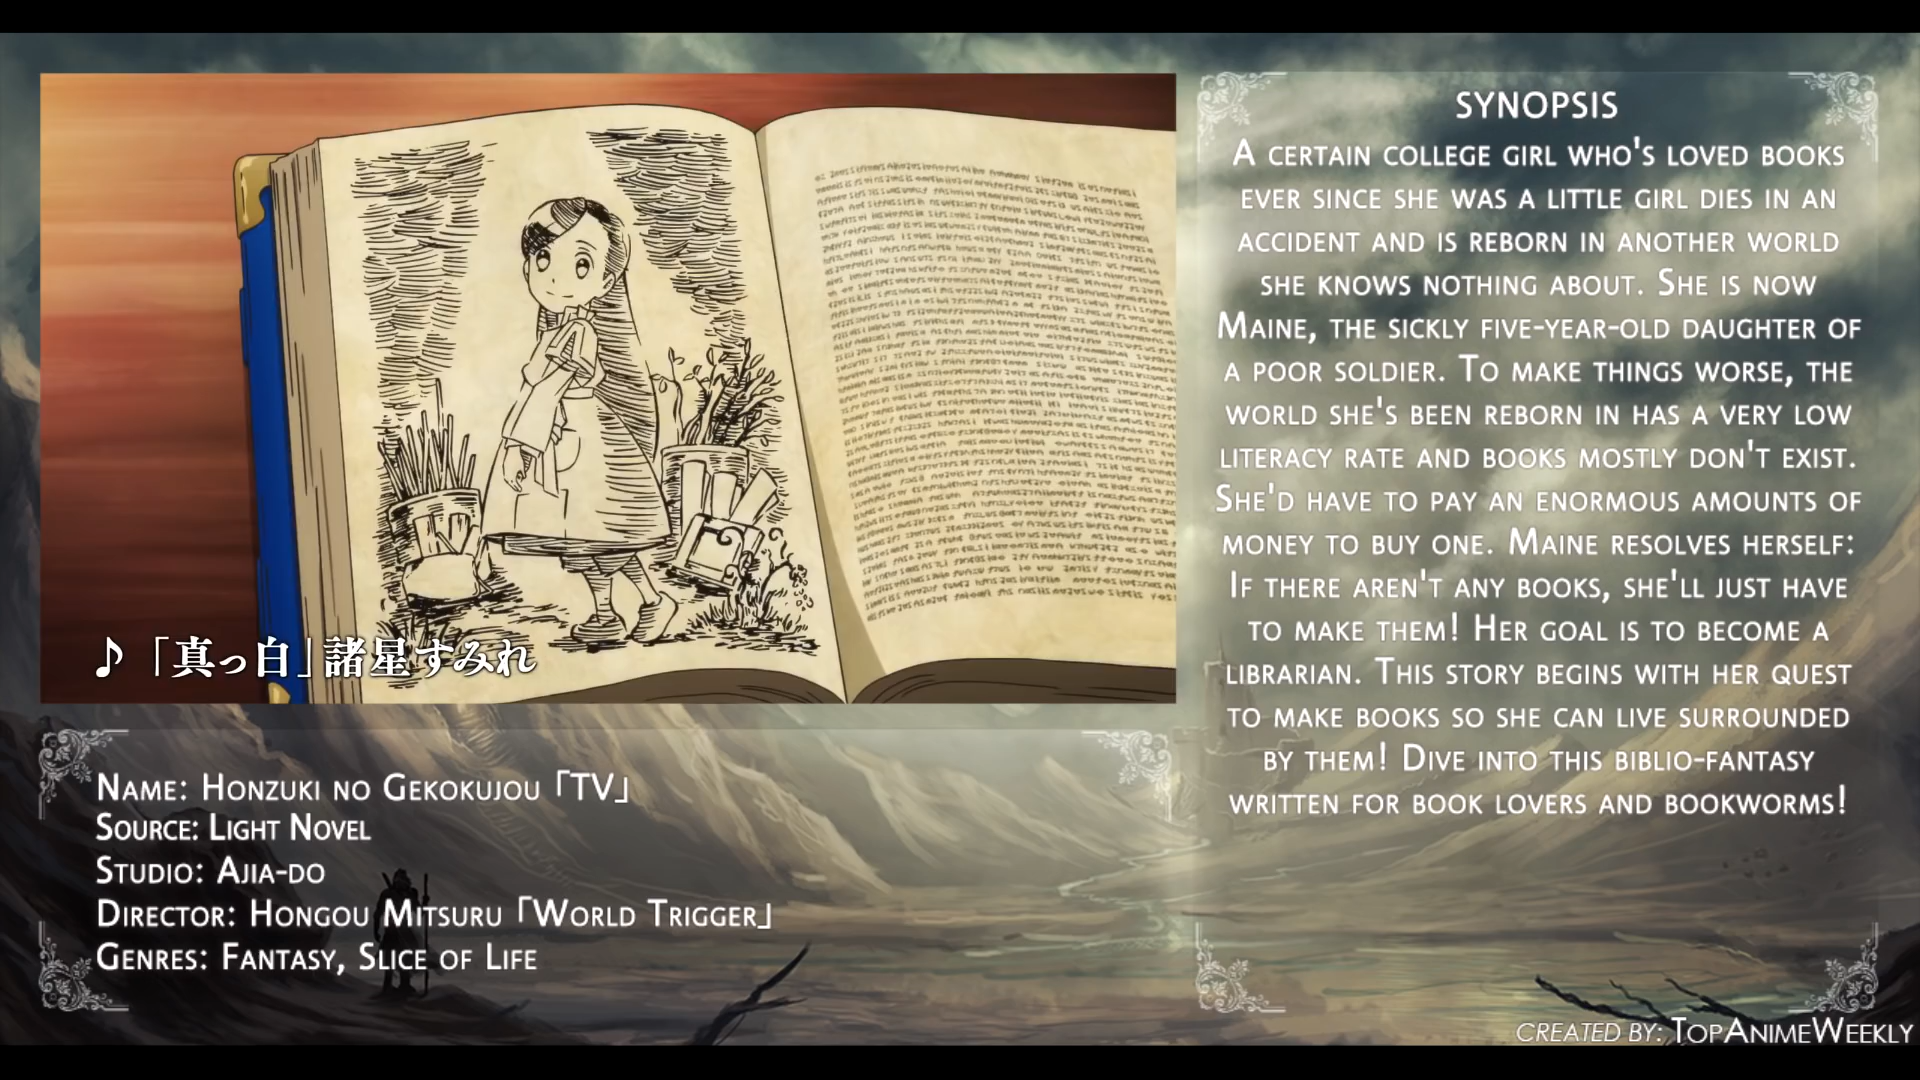 ♪「真っ白」諸星すみれ
Name: Honzuki no Gekokujou「TV」
Source: Light Novel
Studio: Ajia-do
Director: Hongou Mitsuru「World Trigger」
Genres: Fantasy, Slice of Life
SYNOPSIS
A certain college girl who's loved books
ever since she was a little girl dies in an
accident and is reborn in another world
she knows nothing about. She is now
Maine, the sickly five-year-old daughter of
a poor soldier. To make things worse, the
world she's been reborn in has a very low
literacy rate and books mostly don't exist.
She'd have to pay an enormous amounts of
money to buy one. Maine resolves herself:
If there aren't any books, she'll just have
to make them! Her goal is to become a
librarian. This story begins with her quest
to make books so she can live surrounded
by them! Dive into this biblio-fantasy
written for book lovers and bookworms!
CREATED BY: TopAnimeWeekly